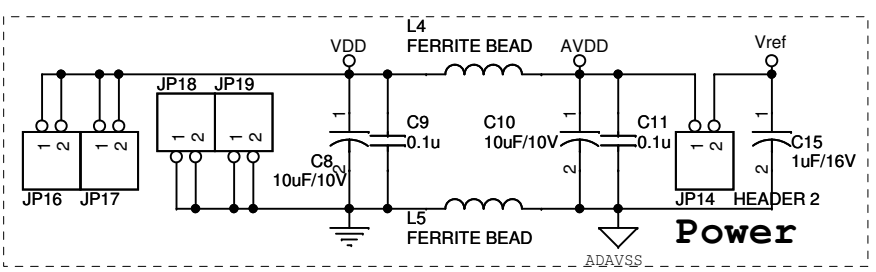 L4
FERRITE BEAD
VDD
AVDD
Vref
JP18 JP19
1 2
1 2
1 2
1 2
JP16 JP17
1
2
C8
10uF/10V
C9
0.1u
C10
10uF/10V
1
2
C11
0.1u
1 2
JP14 HEADER 2
1
2
C15
1uF/16V
L5
FERRITE BEAD
ADAVSS
Power